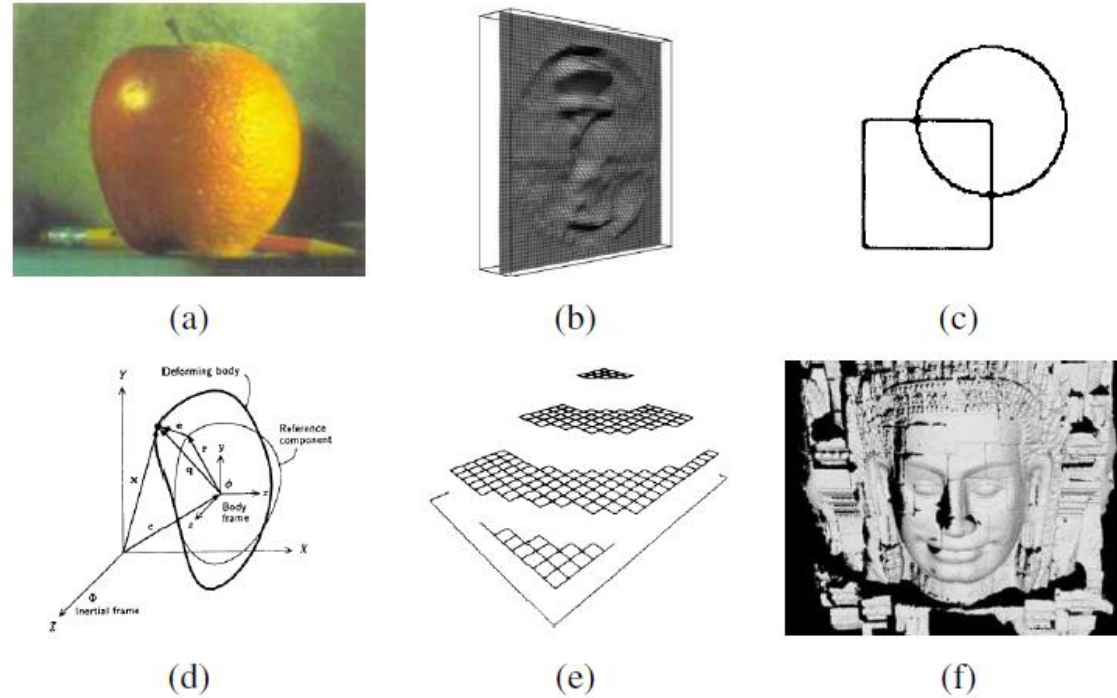 (a)
(b)
(c)
Y
Deforming body
Reference
component
e
r
y
q
x
ϕ
x
Body
frame
z
c
X
Φ
Inertial frame
Z
(d)
(e)
(f)